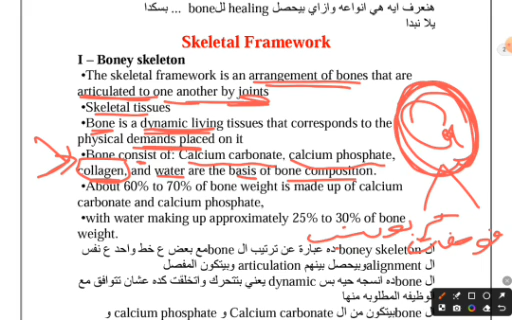 هنعرف ايه هي انواعه وازاي بيحصل healing للbone ... بسكدا
يلا نبدا
Skeletal Framework
I – Boney skeleton
•The skeletal framework is an arrangement of bones that are
articulated to one another by joints
•Skeletal tissues
•Bone is a dynamic living tissues that corresponds to the
physical demands placed on it
•Bone consist of: Calcium carbonate, calcium phosphate,
collagen, and water are the basis of bone composition.
•About 60% to 70% of bone weight is made up of calcium
carbonate and calcium phosphate,
•with water making up approximately 25% to 30% of bone
weight.
ال boney skeleton ده عبارة عن ترتيب ال bone مع بعض ع خط واحد ع نفس
ال alignment وبيحصل بينهم articulation وبيتكون المفصل
ال bone ده انسجه حيه بس dynamic يعني بتتحرك واتخلقت كده عشان تتوافق مع
الوظيفه المطلوبه منها
ال bone بيتكون من ال Calcium carbonate و calcium phosphate و